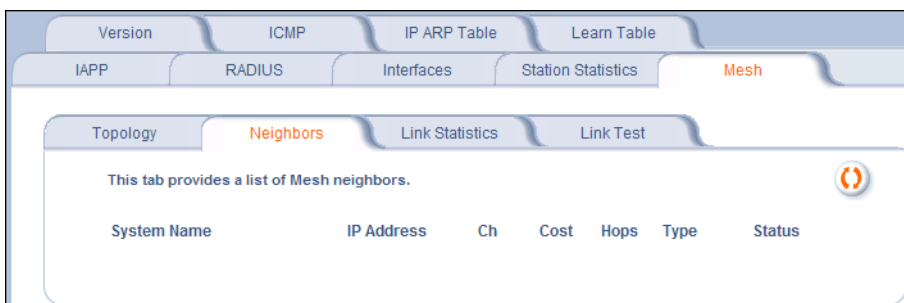 Version ICMP IP ARP Table Learn Table
IAPP RADIUS Interfaces Station Statistics Mesh
Topology Neighbors Link Statistics Link Test
This tab provides a list of Mesh neighbors.
System Name IP Address Ch Cost Hops Type Status